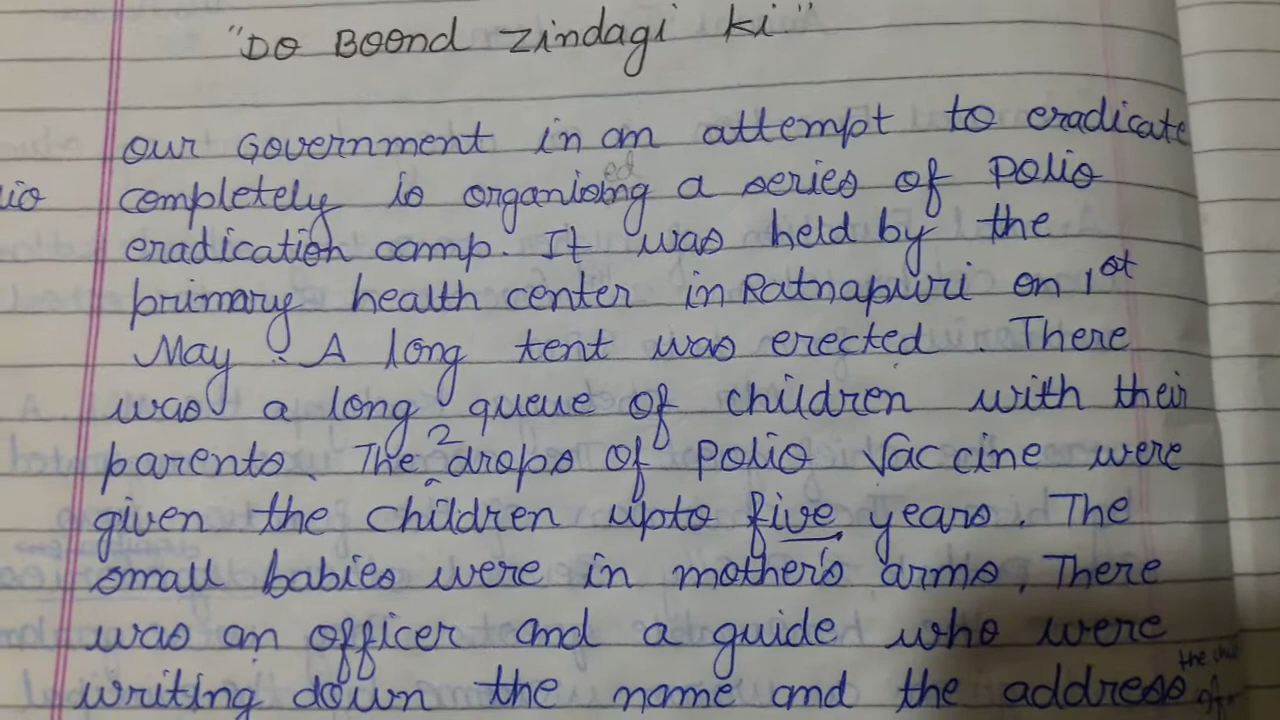 "Do Boond Zindagi ki"
our Government in an attempt to eradicate
lio completely is organising ed a series of Polio
eradication camp. It was held by the
primary health center in Ratnapuri on 1st
May. A long tent was erected. There
was a long queue of children with their
parents. The 2 drops of Polio Vaccine were
given the children upto five years. The
small babies were in mother's arms. There
was an officer and a guide who were
the
writing down the name and the address of